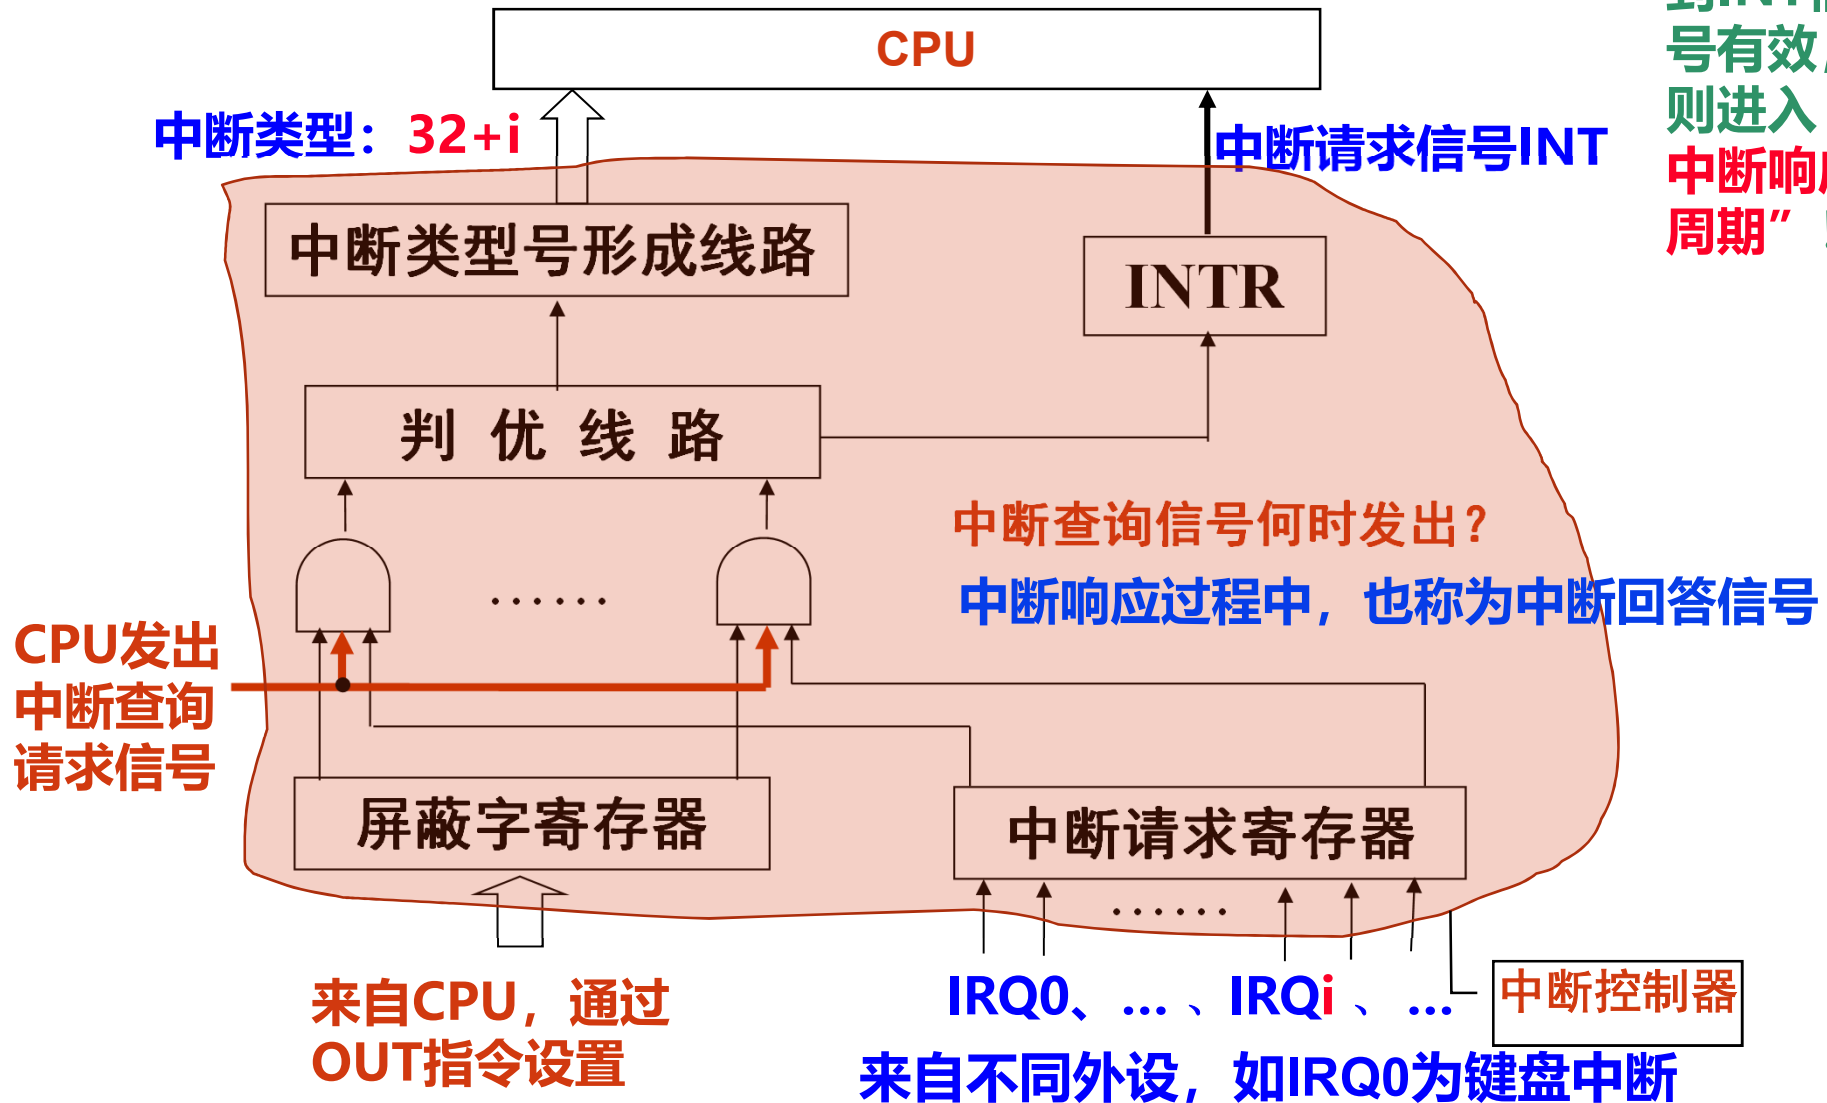 CPU
到INT信
号有效，
则进入
中断响应
周期”！
中断类型：32+i
中断请求信号INT
中断类型号形成线路
INTR
判 优 线 路
中断查询信号何时发出？
······
中断响应过程中，也称为中断回答信号
CPU发出
中断查询
请求信号
屏蔽字寄存器
中断请求寄存器
······
来自CPU，通过
OUT指令设置
IRQ0、… 、IRQi 、 …
中断控制器
来自不同外设，如IRQ0为键盘中断